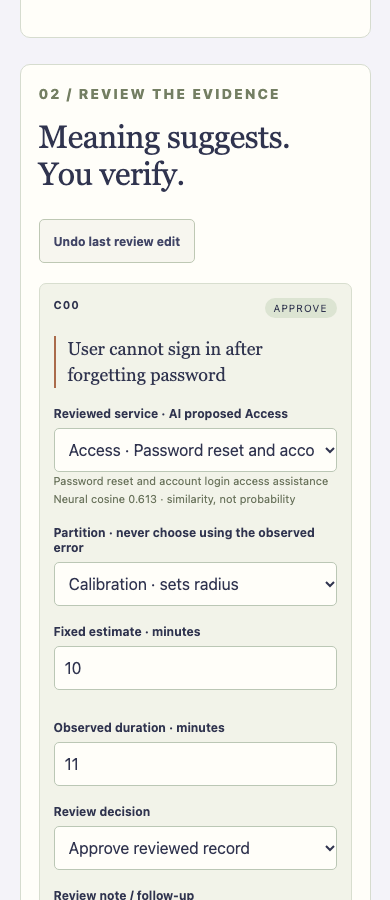 02 / REVIEW THE EVIDENCE
Meaning suggests.
You verify.
Undo last review edit
C00
APPROVE
User cannot sign in after
forgetting password
Reviewed service · AI proposed Access
Access · Password reset and acco
Password reset and account login access assistance
Neural cosine 0.613 · similarity, not probability
Partition · never choose using the observed
error
Calibration · sets radius
Fixed estimate · minutes
10
Observed duration · minutes
11
Review decision
Approve reviewed record
Review note / follow-up